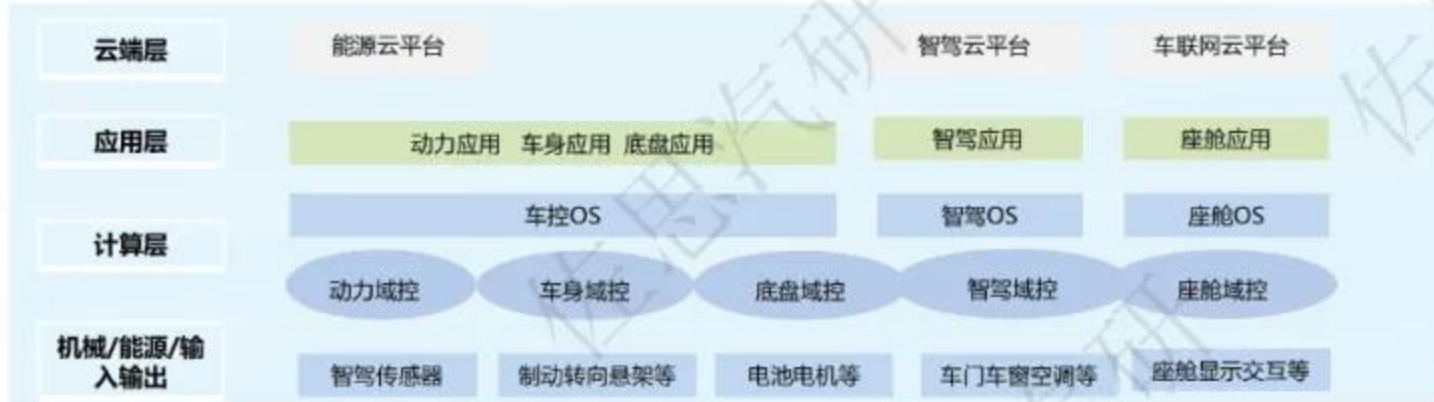 云端层
能源云平台
智驾云平台
车联网云平台
应用层
动力应用 车身应用 底盘应用
智驾应用
座舱应用
计算层
车控OS
智驾OS
座舱OS
动力域控
车身域控
底盘域控
智驾域控
座舱域控
机械/能源/输
入输出
智驾传感器
制动转向悬架等
电池电机等
车门车窗空调等
座舱显示交互等
佐思汽研
佐
研